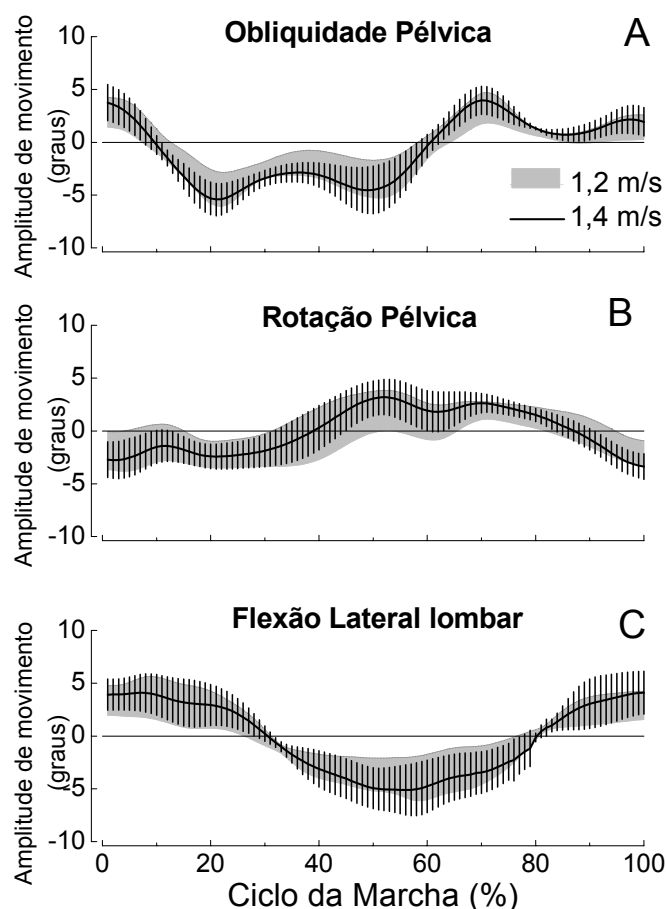 Obliquidade Pélvica
A
Amplitude de movimento
(graus)
10
5
0
-5
-10
1,2 m/s
1,4 m/s
Rotação Pélvica
B
Amplitude de movimento
(graus)
10
5
0
-5
-10
Flexão Lateral lombar
C
Amplitude de movimento
(graus)
10
5
0
-5
-10
0 20 40 60 80 100
Ciclo da Marcha (%)